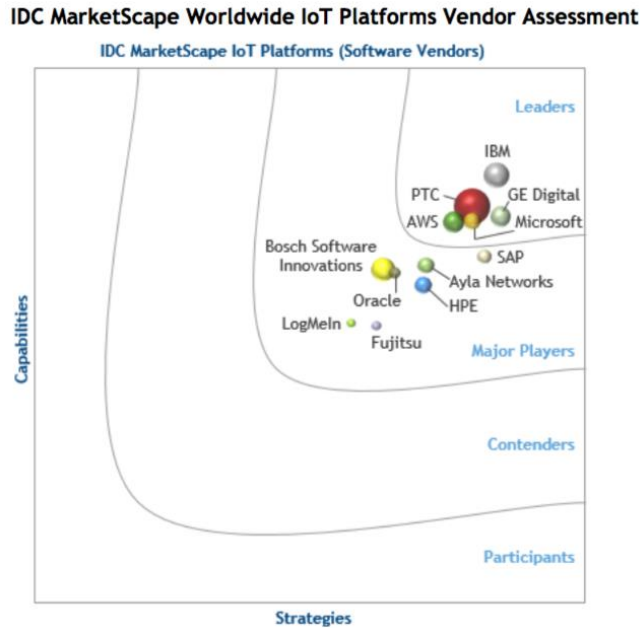 IDC MarketScape Worldwide IoT Platforms Vendor Assessment
IDC MarketScape IoT Platforms (Software Vendors)
Leaders
IBM
PTC
GE Digital
AWS
Microsoft
Bosch Software
Innovations
SAP
Ayla Networks
Oracle
HPE
LogMeIn
Fujitsu
Major Players
Capabilities
Contenders
Participants
Strategies